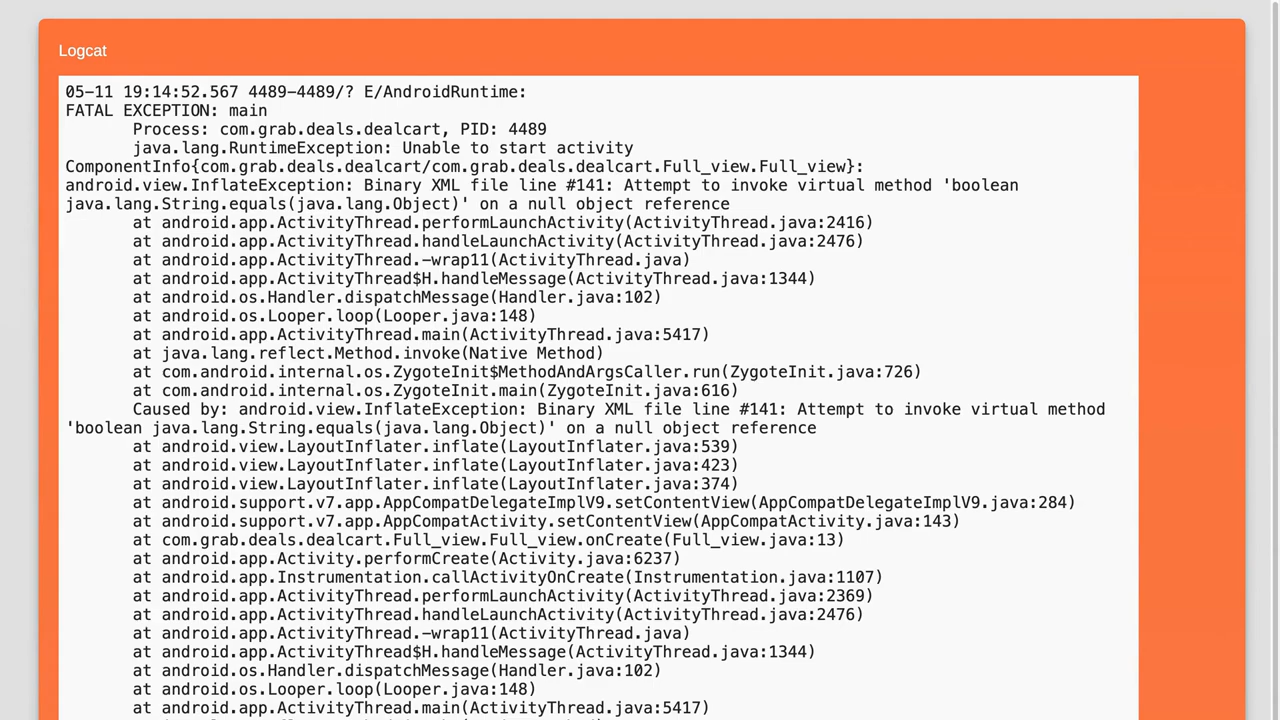 Logcat
05-11 19:14:52.567 4489-4489/? E/AndroidRuntime:
FATAL EXCEPTION: main
Process: com.grab.deals.dealcart, PID: 4489
java.lang.RuntimeException: Unable to start activity
ComponentInfo{com.grab.deals.dealcart/com.grab.deals.dealcart.Full_view.Full_view}:
android.view.InflateException: Binary XML file line #141: Attempt to invoke virtual method 'boolean
java.lang.String.equals(java.lang.Object)' on a null object reference
at android.app.ActivityThread.performLaunchActivity(ActivityThread.java:2416)
at android.app.ActivityThread.handleLaunchActivity(ActivityThread.java:2476)
at android.app.ActivityThread.-wrap11(ActivityThread.java)
at android.app.ActivityThread$H.handleMessage(ActivityThread.java:1344)
at android.os.Handler.dispatchMessage(Handler.java:102)
at android.os.Looper.loop(Looper.java:148)
at android.app.ActivityThread.main(ActivityThread.java:5417)
at java.lang.reflect.Method.invoke(Native Method)
at com.android.internal.os.ZygoteInit$MethodAndArgsCaller.run(ZygoteInit.java:726)
at com.android.internal.os.ZygoteInit.main(ZygoteInit.java:616)
Caused by: android.view.InflateException: Binary XML file line #141: Attempt to invoke virtual method
'boolean java.lang.String.equals(java.lang.Object)' on a null object reference
at android.view.LayoutInflater.inflate(LayoutInflater.java:539)
at android.view.LayoutInflater.inflate(LayoutInflater.java:423)
at android.view.LayoutInflater.inflate(LayoutInflater.java:374)
at android.support.v7.app.AppCompatDelegateImplV9.setContentView(AppCompatDelegateImplV9.java:284)
at android.support.v7.app.AppCompatActivity.setContentView(AppCompatActivity.java:143)
at com.grab.deals.dealcart.Full_view.Full_view.onCreate(Full_view.java:13)
at android.app.Activity.performCreate(Activity.java:6237)
at android.app.Instrumentation.callActivityOnCreate(Instrumentation.java:1107)
at android.app.ActivityThread.performLaunchActivity(ActivityThread.java:2369)
at android.app.ActivityThread.handleLaunchActivity(ActivityThread.java:2476)
at android.app.ActivityThread.-wrap11(ActivityThread.java)
at android.app.ActivityThread$H.handleMessage(ActivityThread.java:1344)
at android.os.Handler.dispatchMessage(Handler.java:102)
at android.os.Looper.loop(Looper.java:148)
at android.app.ActivityThread.main(ActivityThread.java:5417)